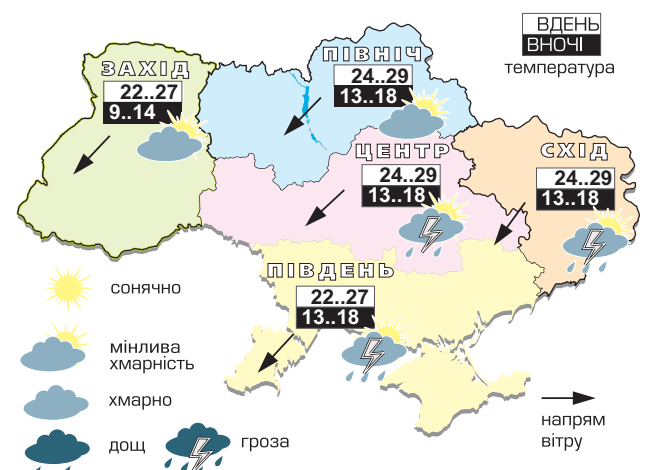 ВДЕНЬ
ВНОЧІ
температура
ЗАХІД
22..27
9..14
ПІВНІЧ
24..29
13..18
ЦЕНТР
24..29
13..18
СХІД
24..29
13..18
ПІВДЕНЬ
22..27
13..18
сонячно
мінлива
хмарність
хмарно
дощ
гроза
напрям
вітру